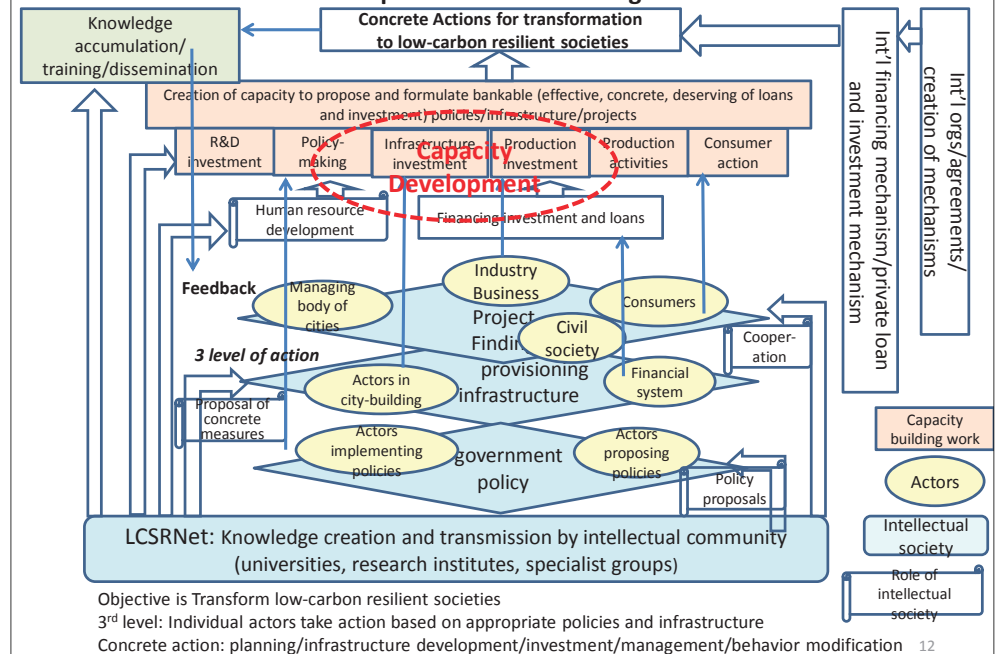 Knowledge
accumulation/
training/dissemination
Concrete Actions for transformation
to low-carbon resilient societies
Int'l financing mechanism/private loan
and investment mechanism
Int'l orgs/agreements/
creation of mechanisms
Creation of capacity to propose and formulate bankable (effective, concrete, deserving of loans
and investment) policies/infrastructure/projects
R&D
investment
Policy-
making
Infrastructure
investment
Production
investment
Production
activities
Consumer
action
Capacity
Development
Human resource
development
Financing investment and loans
Feedback
Managing
body of
cities
Industry
Business
Consumers
Project
Finding
Civil
society
Cooper-
ation
3 level of action
provisioning
infrastructure
Actors in
city-building
Financial
system
Proposal of
concrete
measures
Actors
implementing
policies
government
policy
Actors
proposing
policies
Policy
proposals
Capacity
building work
Actors
Intellectual
society
Role of
intellectual
society
LCSRNet: Knowledge creation and transmission by intellectual community
(universities, research institutes, specialist groups)
Objective is Transform low-carbon resilient societies
3rd level: Individual actors take action based on appropriate policies and infrastructure
Concrete action: planning/infrastructure development/investment/management/behavior modification
12